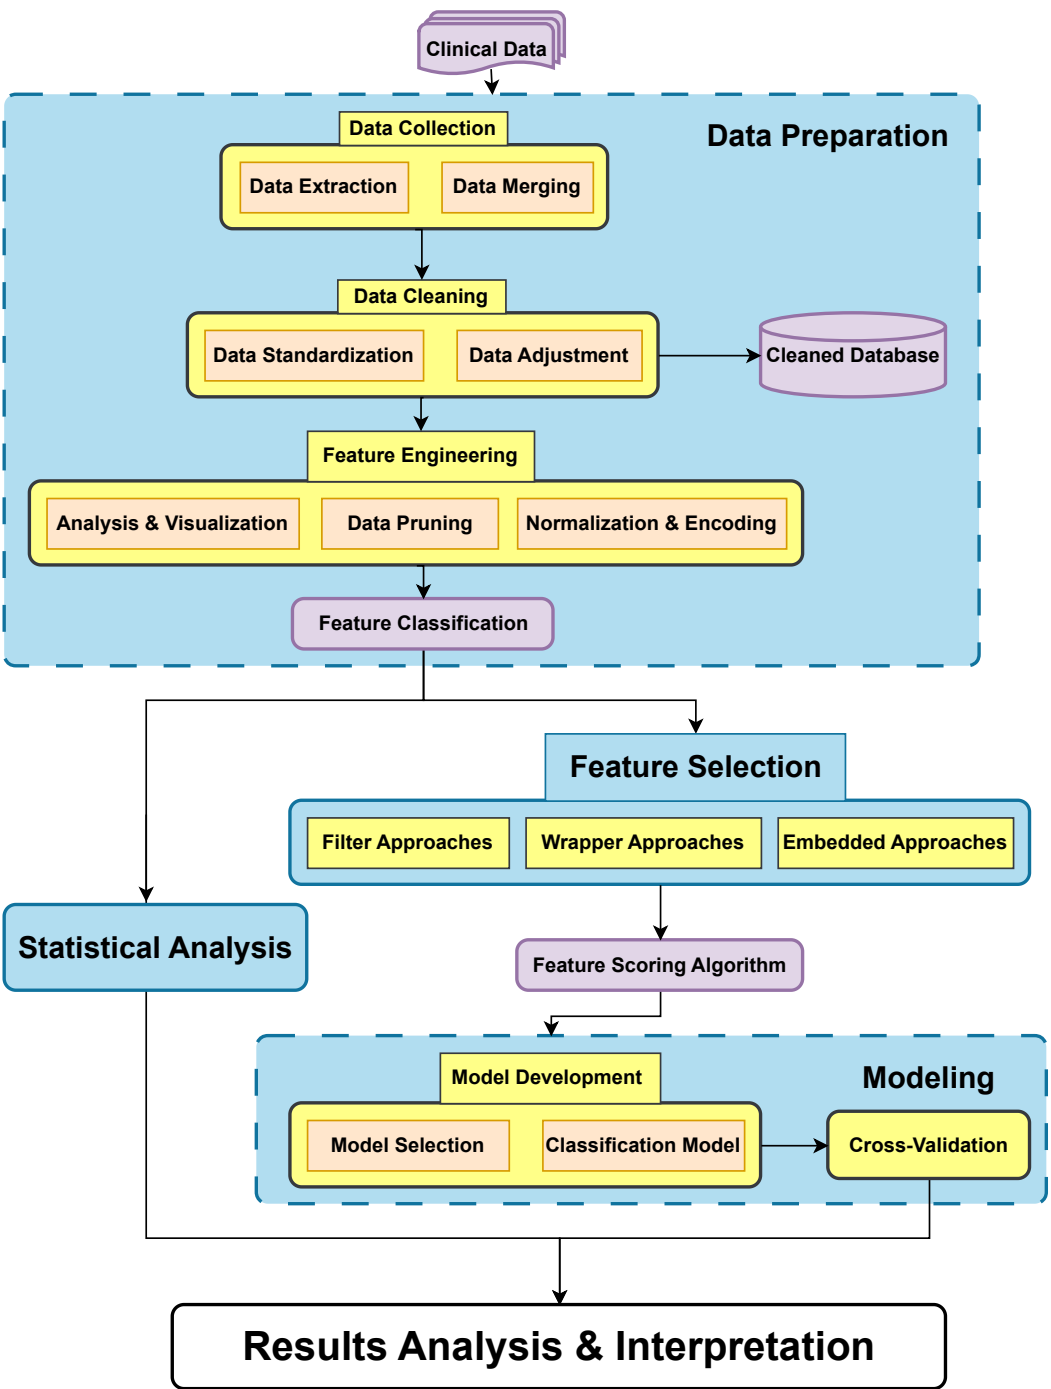 Clinical Data
Data Preparation
Data Collection
Data Extraction
Data Merging
Data Cleaning
Data Standardization
Data Adjustment
Cleaned Database
Feature Engineering
Analysis & Visualization
Data Pruning
Normalization & Encoding
Feature Classification
Feature Selection
Filter Approaches
Wrapper Approaches
Embedded Approaches
Statistical Analysis
Feature Scoring Algorithm
Modeling
Model Development
Model Selection
Classification Model
Cross-Validation
Results Analysis & Interpretation